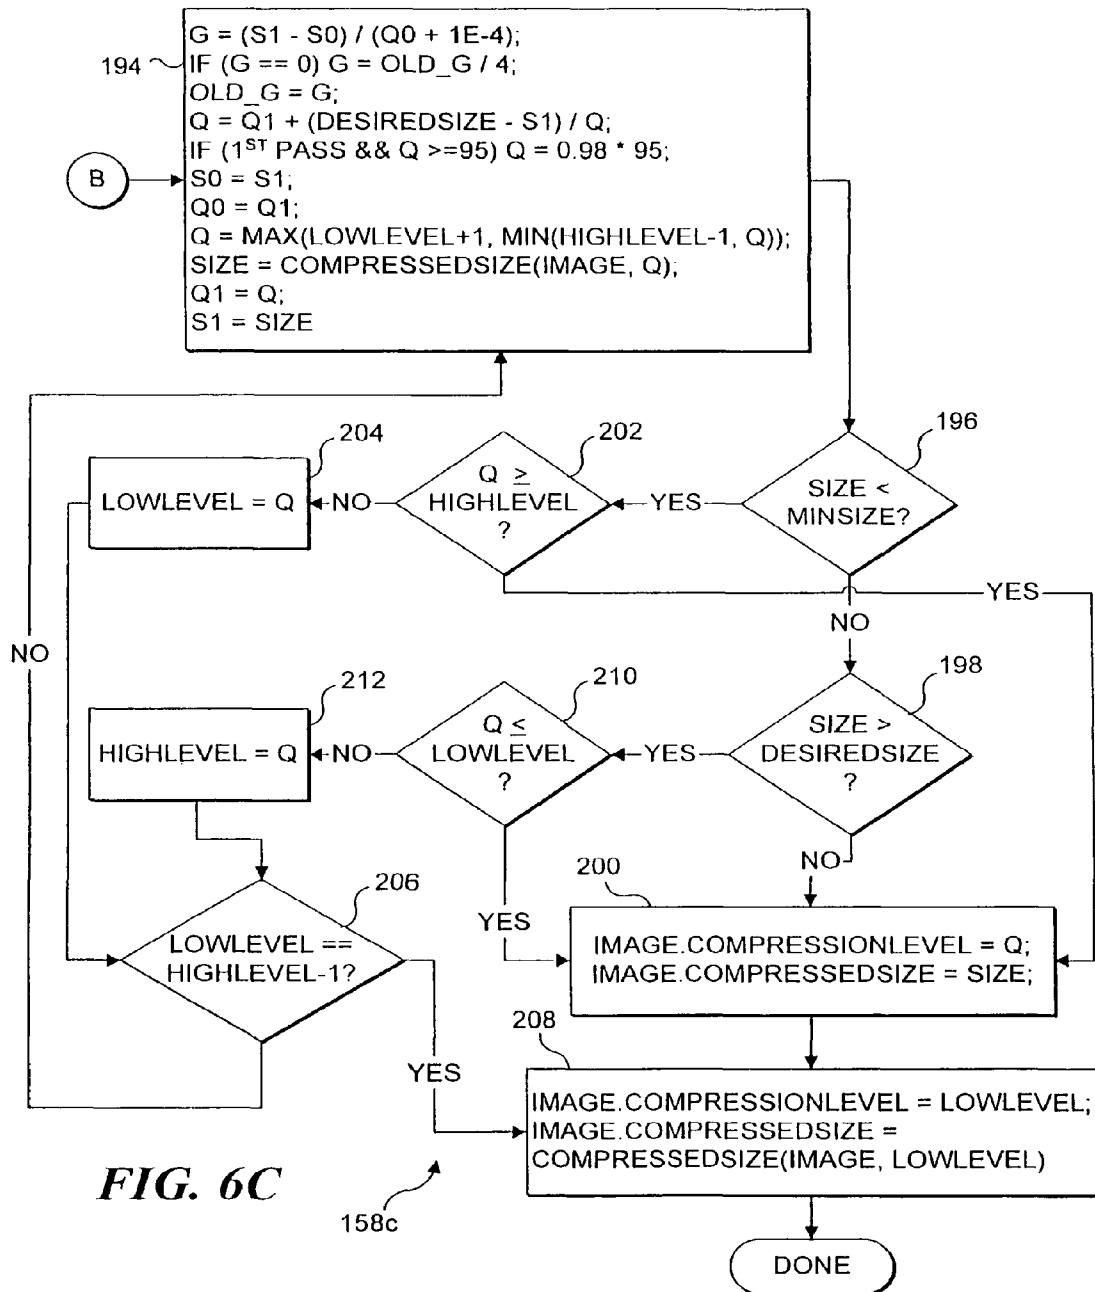 G = (S1 - S0) / (Q0 + 1E-4);
194
IF (G == 0) G = OLD_G / 4;
OLD_G = G;
Q = Q1 + (DESIREDSIZE - S1) / Q;
IF (1ST PASS && Q >=95) Q = 0.98 * 95;
B
S0 = S1;
Q0 = Q1;
Q = MAX(LOWLEVEL+1, MIN(HIGHLEVEL-1, Q));
SIZE = COMPRESSEDSIZE(IMAGE, Q);
Q1 = Q;
S1 = SIZE
204
LOWLEVEL = Q
NO
202
Q ≥
HIGHLEVEL
?
YES
196
SIZE <
MINSIZE?
YES
NO
NO
212
HIGHLEVEL = Q
NO
210
Q ≤
LOWLEVEL
?
YES
198
SIZE >
DESIREDSIZE
?
NO
YES
206
LOWLEVEL ==
HIGHLEVEL-1?
200
IMAGE.COMPRESSIONLEVEL = Q;
IMAGE.COMPRESSEDSIZE = SIZE;
YES
208
IMAGE.COMPRESSIONLEVEL = LOWLEVEL;
IMAGE.COMPRESSEDSIZE =
COMPRESSEDSIZE(IMAGE, LOWLEVEL)
FIG. 6C
158c
DONE